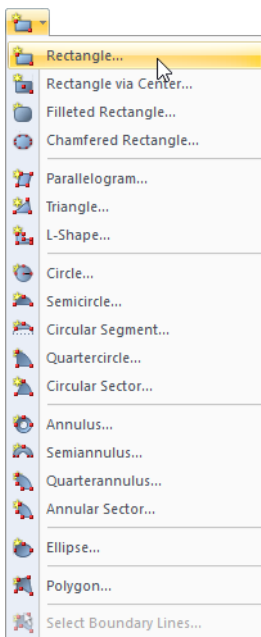 Rectangle...
Rectangle via Center...
Filleted Rectangle...
Chamfered Rectangle...
Parallelogram...
Triangle...
L-Shape...
Circle...
Semicircle...
Circular Segment...
Quartercircle...
Circular Sector...
Annulus...
Semiannulus...
Quarterannulus...
Annular Sector...
Ellipse...
Polygon...
Select Boundary Lines...